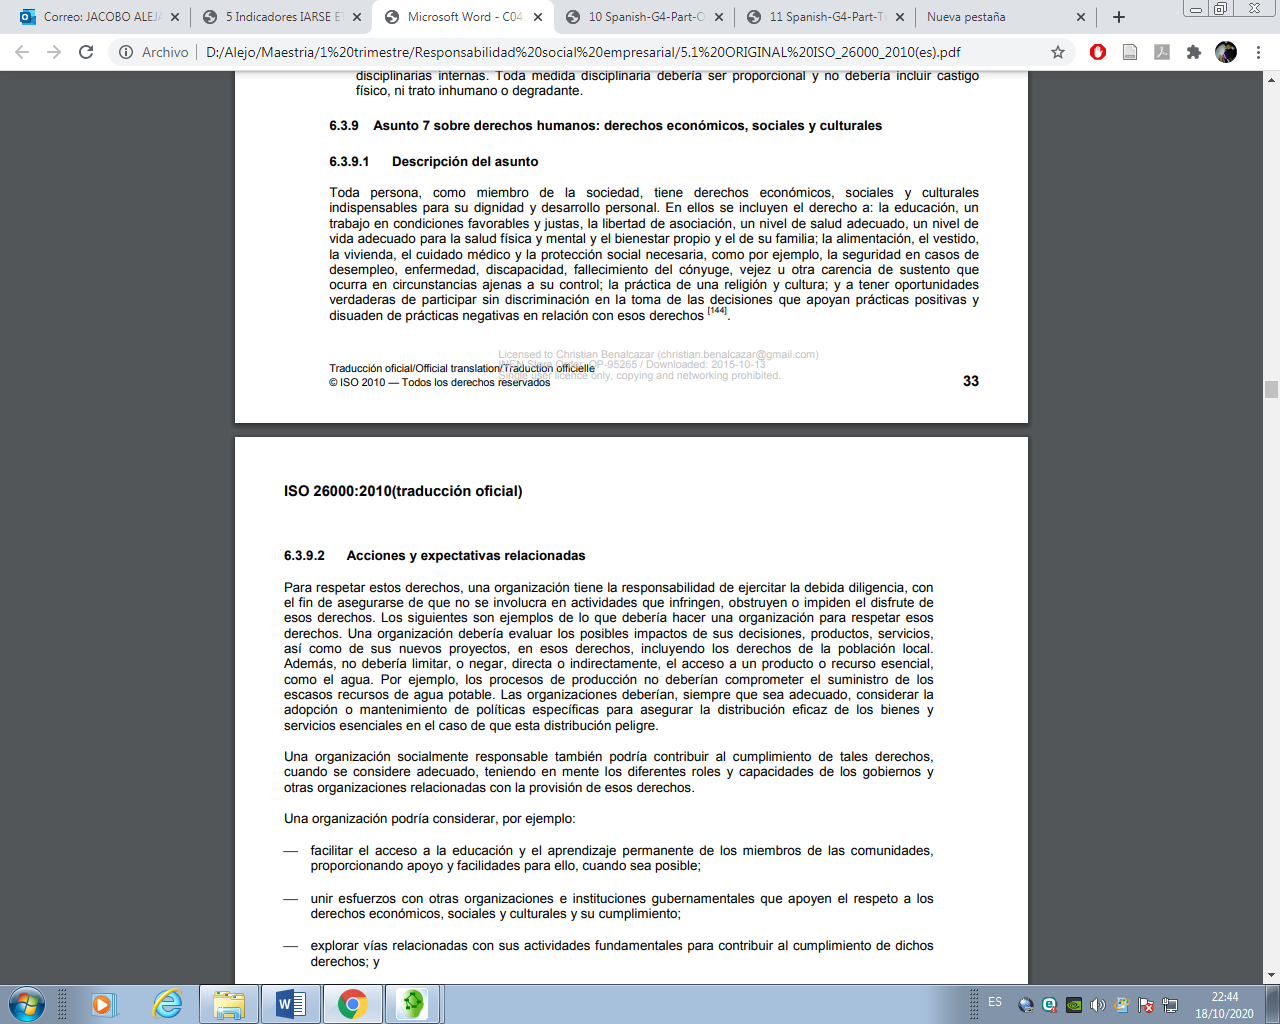 Correo: JACOBO ALEJA
5 Indicadores IARSE ET
Microsoft Word - C04
10 Spanish-G4-Part-O
11 Spanish-G4-Part-Tw
Nueva pestaña
Archivo
D:/Alejo/Maestria/1%20trimestre/Responsabilidad%20social%20empresarial/5.1%20ORIGINAL%20ISO_26000_2010(es).pdf
disciplinarias internas. Toda medida disciplinaria debería ser proporcional y no debería incluir castigo
físico, ni trato inhumano o degradante.
6.3.9 Asunto 7 sobre derechos humanos: derechos económicos, sociales y culturales
6.3.9.1 Descripción del asunto
Toda persona, como miembro de la sociedad, tiene derechos económicos, sociales y culturales
indispensables para su dignidad y desarrollo personal. En ellos se incluyen el derecho a: la educación, un
trabajo en condiciones favorables y justas, la libertad de asociación, un nivel de salud adecuado, un nivel de
vida adecuado para la salud física y mental y el bienestar propio y el de su familia; la alimentación, el vestido,
la vivienda, el cuidado médico y la protección social necesaria, como por ejemplo, la seguridad en casos de
desempleo, enfermedad, discapacidad, fallecimiento del cónyuge, vejez u otra carencia de sustento que
ocurra en circunstancias ajenas a su control; la práctica de una religión y cultura; y a tener oportunidades
verdaderas de participar sin discriminación en la toma de las decisiones que apoyan prácticas positivas y
disuaden de prácticas negativas en relación con esos derechos [144].
Licensed to Christian Benalcazar (christian.benalcazar@gmail.com)
INEN Store Order: OP-95265 / Downloaded: 2015-10-13
Single user licence only, copying and networking prohibited.
Traducción oficial/Official translation/Traduction officielle
© ISO 2010 — Todos los derechos reservados
33
ISO 26000:2010(traducción oficial)
6.3.9.2 Acciones y expectativas relacionadas
Para respetar estos derechos, una organización tiene la responsabilidad de ejercitar la debida diligencia, con
el fin de asegurarse de que no se involucra en actividades que infringen, obstruyen o impiden el disfrute de
esos derechos. Los siguientes son ejemplos de lo que debería hacer una organización para respetar esos
derechos. Una organización debería evaluar los posibles impactos de sus decisiones, productos, servicios,
así como de sus nuevos proyectos, en esos derechos, incluyendo los derechos de la población local.
Además, no debería limitar, o negar, directa o indirectamente, el acceso a un producto o recurso esencial,
como el agua. Por ejemplo, los procesos de producción no deberían comprometer el suministro de los
escasos recursos de agua potable. Las organizaciones deberían, siempre que sea adecuado, considerar la
adopción o mantenimiento de políticas específicas para asegurar la distribución eficaz de los bienes y
servicios esenciales en el caso de que esta distribución peligre.
Una organización socialmente responsable también podría contribuir al cumplimiento de tales derechos,
cuando se considere adecuado, teniendo en mente los diferentes roles y capacidades de los gobiernos y
otras organizaciones relacionadas con la provisión de esos derechos.
Una organización podría considerar, por ejemplo:
— facilitar el acceso a la educación y el aprendizaje permanente de los miembros de las comunidades,
proporcionando apoyo y facilidades para ello, cuando sea posible;
— unir esfuerzos con otras organizaciones e instituciones gubernamentales que apoyen el respeto a los
derechos económicos, sociales y culturales y su cumplimiento;
— explorar vías relacionadas con sus actividades fundamentales para contribuir al cumplimiento de dichos
derechos; y
ES
22:44
18/10/2020